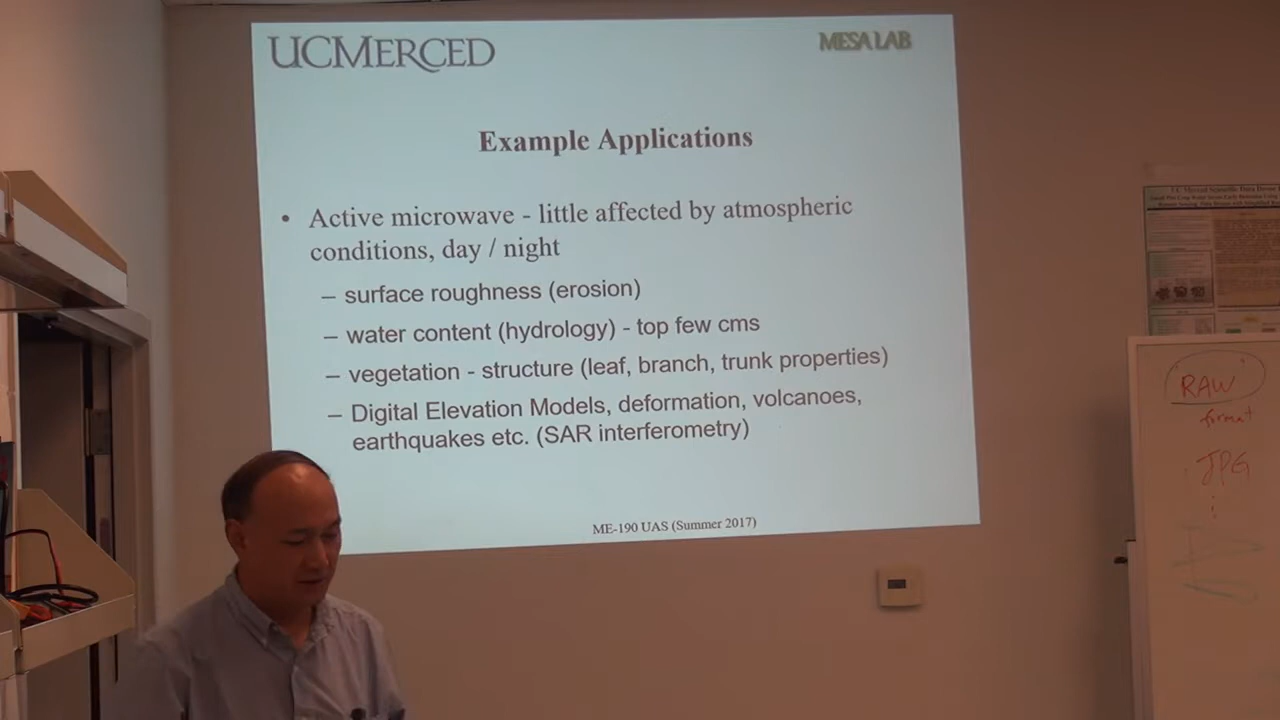 UCMERCED
MESA LAB
Example Applications
• Active microwave - little affected by atmospheric
conditions, day / night
– surface roughness (erosion)
– water content (hydrology) - top few cms
– vegetation - structure (leaf, branch, trunk properties)
– Digital Elevation Models, deformation, volcanoes,
earthquakes etc. (SAR interferometry)
ME-190 UAS (Summer 2017)
RAW
format
JPG